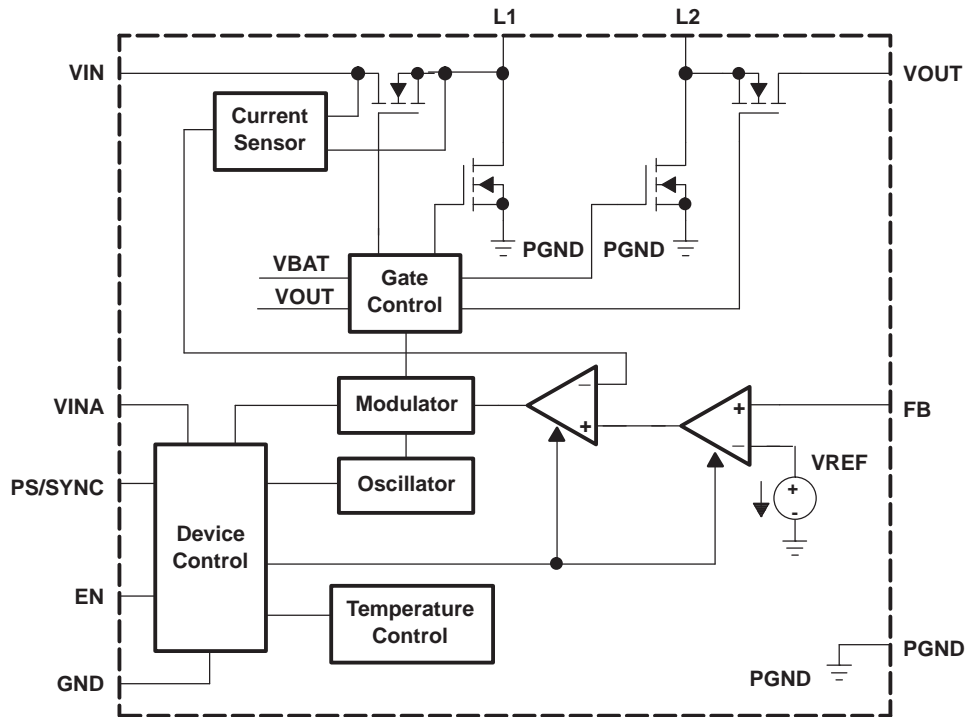 L1
L2
VIN
VOUT
Current
Sensor
PGND
PGND
VBAT
VOUT
Gate
Control
VINA
Modulator
–
+
+
–
FB
VREF
PS/SYNC
Oscillator
+
-
Device
Control
EN
Temperature
Control
GND
PGND
PGND